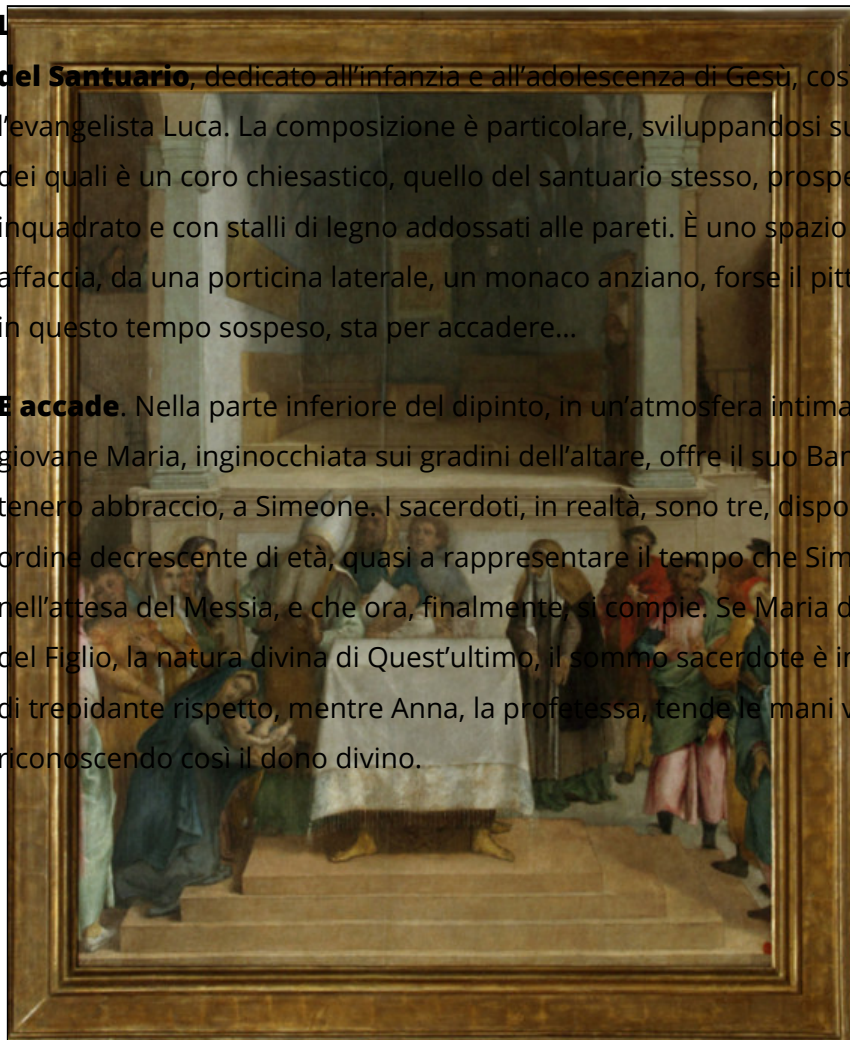 L
del Santuario, dedicato all’infanzia e all’adolescenza di Gesù, cos
l’evangelista Luca. La composizione è particolare, sviluppandosi su
dei quali è un coro chiesastico, quello del santuario stesso, prospe
inquadrato e con stalli di legno addossati alle pareti. È uno spazio
affaccia, da una porticina laterale, un monaco anziano, forse il pitt
in questo tempo sospeso, sta per accadere…
E accade. Nella parte inferiore del dipinto, in un’atmosfera intima
giovane Maria, inginocchiata sui gradini dell’altare, offre il suo Bam
tenero abbraccio, a Simeone. I sacerdoti, in realtà, sono tre, dispo
ordine decrescente di età, quasi a rappresentare il tempo che Sim
nell’attesa del Messia, e che ora, finalmente, si compie. Se Maria d
del Figlio, la natura divina di Quest’ultimo, il sommo sacerdote è in
di trepidante rispetto, mentre Anna, la profetessa, tende le mani v
riconoscendo così il dono divino.